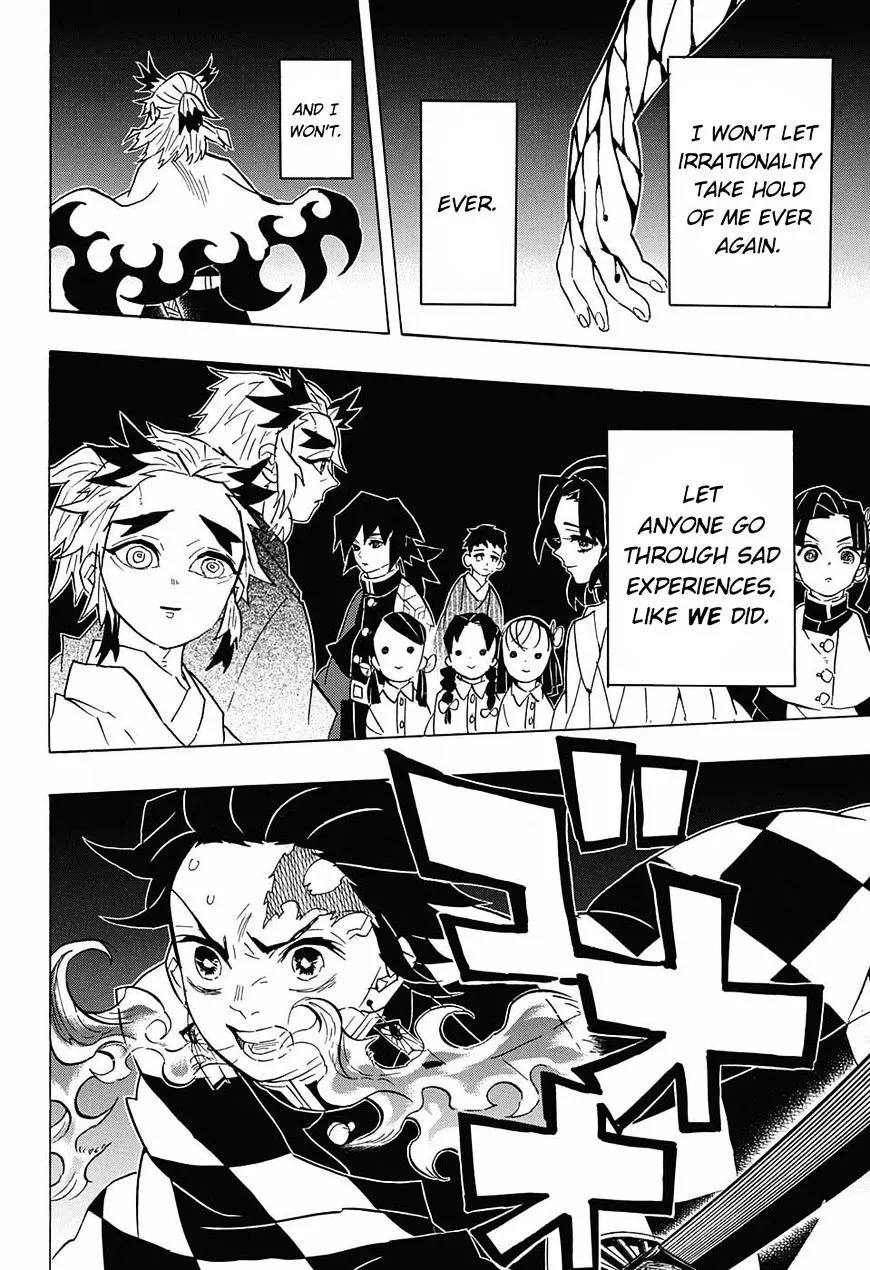 I WON'T LET
IRRATIONALITY
TAKE HOLD
OF ME EVER
AGAIN.
EVER.
AND I
WON'T.
LET
ANYONE GO
THROUGH SAD
EXPERIENCES,
LIKE WE DID.